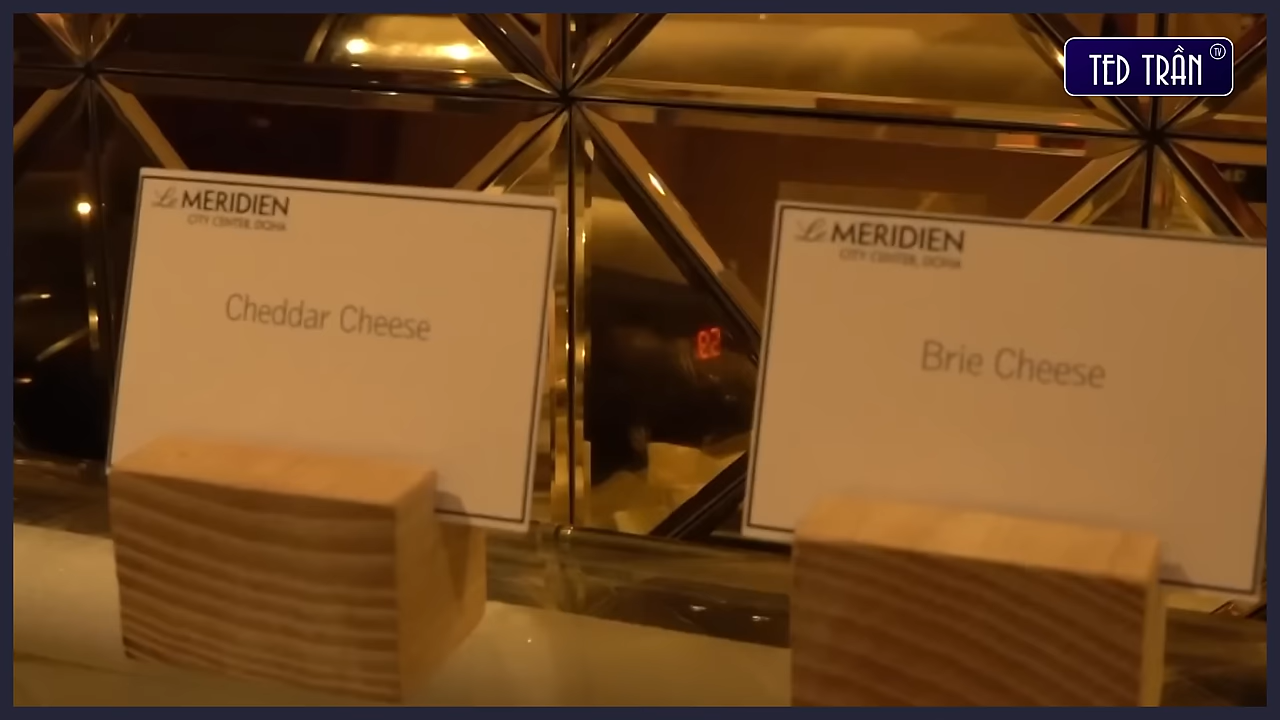 TED TRẦN TV
Le MERIDIEN
CITY CENTER, DOHA
Cheddar Cheese
Le MERIDIEN
CITY CENTER, DOHA
Brie Cheese